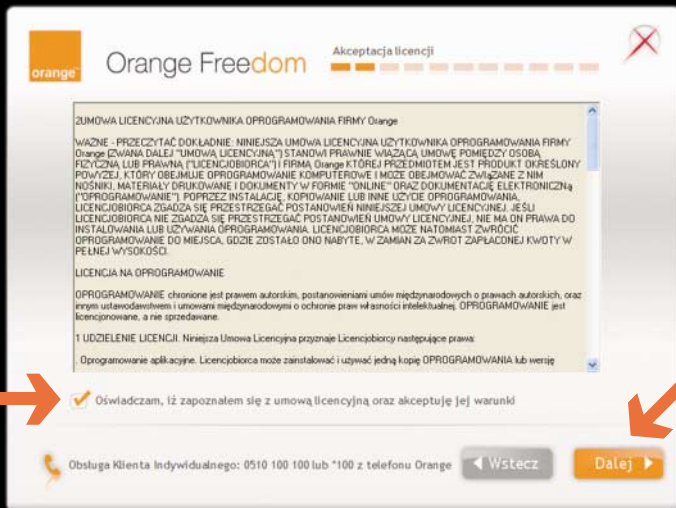 orange™
Orange Freedom
Akceptacja licencji
2UMOWA LICENCYJNA UŻYTKOWNIKA OPROGRAMOWANIA FIRMY Orange
WAŻNE - PRZECZYTAĆ DOKŁADNIE: NINIEJSZA UMOWA LICENCYJNA UŻYTKOWNIKA OPROGRAMOWANIA FIRMY
Orange (ZWANA DALEJ "UMOWĄ LICENCYJNĄ") STANOWI PRAWNIE WIĄŻĄCĄ UMOWĘ POMIĘDZY OSOBĄ
FIZYCZNĄ LUB PRAWNĄ ("LICENCJOBIORCA") I FIRMĄ Orange KTÓREJ PRZEDMIOTEM JEST PRODUKT OKREŚLONY
POWYŻEJ, KTÓRY OBEJMUJE OPROGRAMOWANIE KOMPUTEROWE I MOŻE OBEJMOWAĆ ZWIĄZANE Z NIM
NOŚNIKI, MATERIAŁY DRUKOWANE I DOKUMENTY W FORMIE "ONLINE" ORAZ DOKUMENTACJĘ ELEKTRONICZNĄ
("OPROGRAMOWANIE"). POPRZEZ INSTALACJĘ, KOPIOWANIE LUB INNE UŻYCIE OPROGRAMOWANIA,
LICENCJOBIORCA ZGADZA SIĘ PRZESTRZEGAĆ POSTANOWIEŃ NINIEJSZEJ UMOWY LICENCYJNEJ. JEŚLI
LICENCJOBIORCA NIE ZGADZA SIĘ PRZESTRZEGAĆ POSTANOWIEŃ UMOWY LICENCYJNEJ, NIE MA ON PRAWA DO
INSTALOWANIA LUB UŻYWANIA OPROGRAMOWANIA. LICENCJOBIORCA MOŻE NATOMIAST ZWRÓCIĆ
OPROGRAMOWANIE DO MIEJSCA, GDZIE ZOSTAŁO ONO NABYTE, W ZAMIAN ZA ZWROT ZAPŁACONEJ KWOTY W
PEŁNEJ WYSOKOŚCI.
LICENCJA NA OPROGRAMOWANIE
OPROGRAMOWANIE chronione jest prawem autorskim, postanowieniami umów międzynarodowych o prawach autorskich, oraz
innym ustawodawstwem i umowami międzynarodowymi o ochronie praw własności intelektualnej. OPROGRAMOWANIE jest
licencjonowane, a nie sprzedawane.
1 UDZIELENIE LICENCJI. Niniejsza Umowa Licencyjna przyznaje Licencjobiorcy następujące prawa:
. Oprogramowanie aplikacyjne. Licencjobiorca może zainstalować i używać jedną kopię OPROGRAMOWANIA lub wersję
Oświadczam, iż zapoznałem się z umową licencyjną oraz akceptuję jej warunki
Obsługa Klienta Indywidualnego: 0510 100 100 lub *100 z telefonu Orange
Wstecz
Dalej